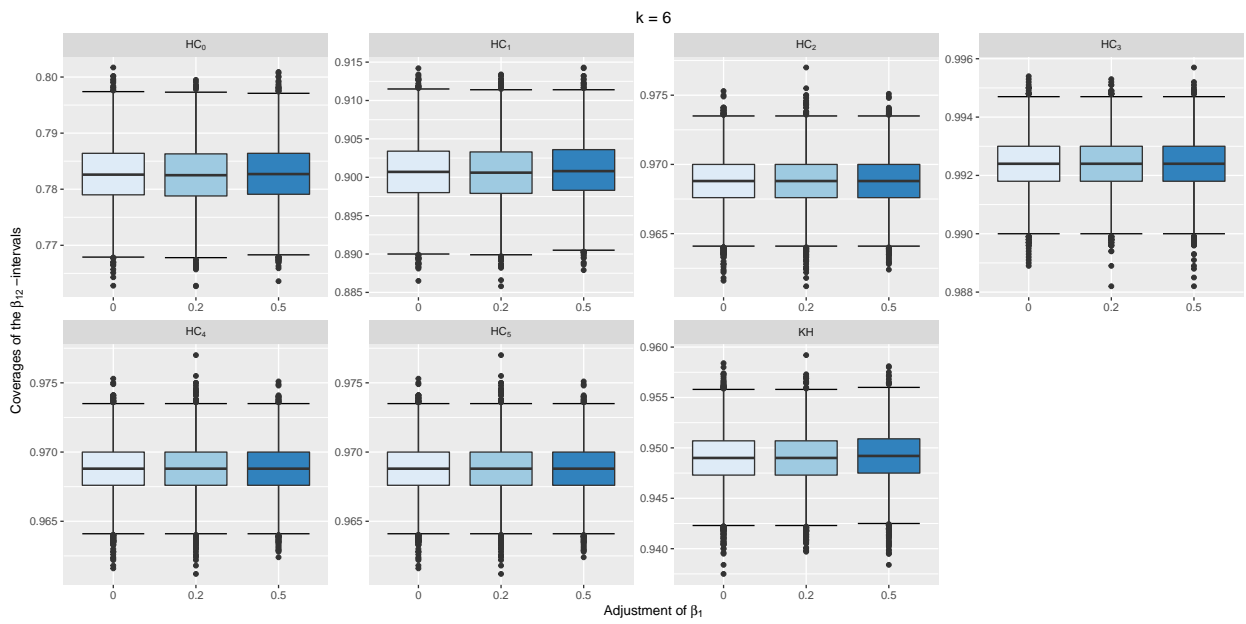 k = 6
HC₀
HC₁
HC₂
HC₃
0.80
0.79
0.78
0.77
0.915
0.910
0.905
0.900
0.895
0.890
0.885
0.975
0.970
0.965
0.996
0.994
0.992
0.990
0.988
0 0.2 0.5
0 0.2 0.5
0 0.2 0.5
0 0.2 0.5
Coverages of the β₁₂ −intervals
HC₄
HC₅
KH
0.975
0.970
0.965
0.975
0.970
0.965
0.960
0.955
0.950
0.945
0.940
0 0.2 0.5
0 0.2 0.5
0 0.2 0.5
Adjustment of β₁